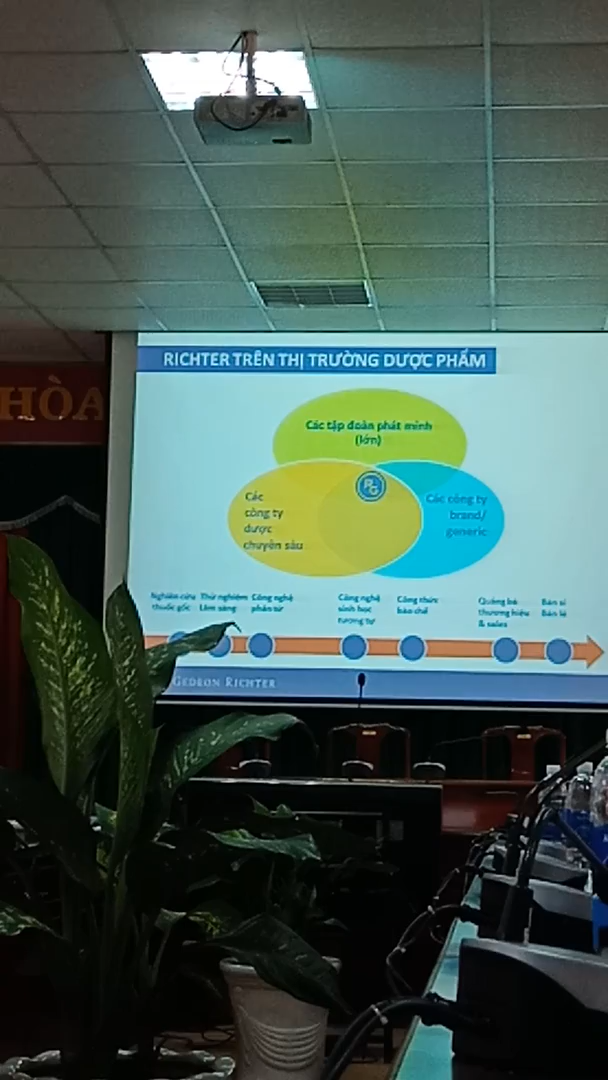 HÒA
RICHTER TRÊN THỊ TRƯỜNG DƯỢC PHẨM
Các tập đoàn phát minh
(lớn)
RG
Các
công ty
dược
chuyên sâu
Các công ty
brand/
generic
Nghiên cứu
thuốc gốc
Thử nghiệm
Lâm sàng
Công nghệ
phân tử
Công nghệ
sinh học
tương tự
Công thức
bào chế
Quảng bá
thương hiệu
& sales
Bán sỉ
Bán lẻ
GEDEON RICHTER